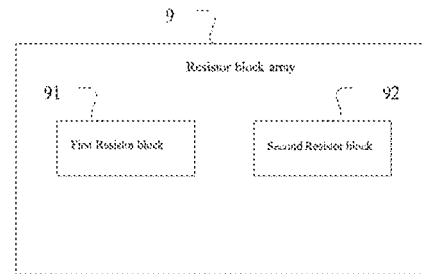 9
Resistor block array
91
92
First Resistor block
Second Resistor block